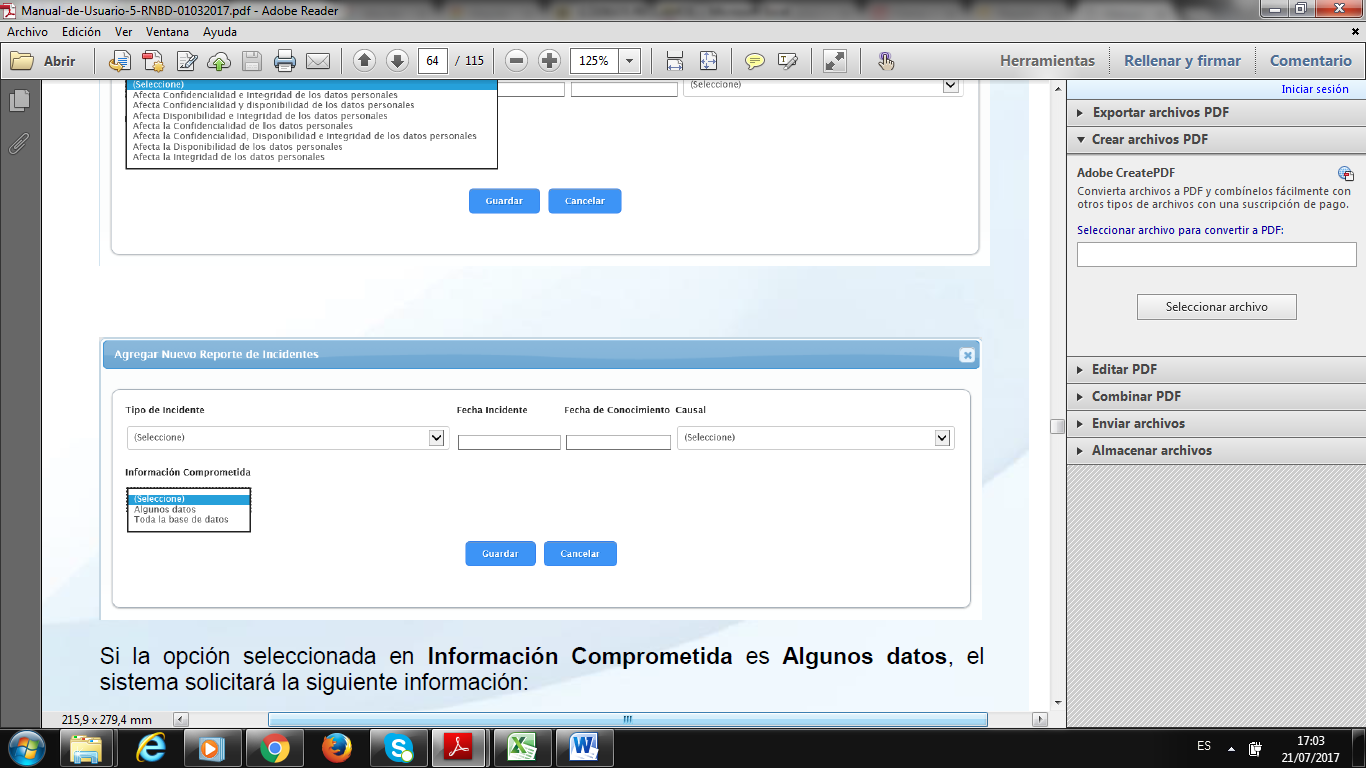 Manual-de-Usuario-5-RNBD-01032017.pdf - Adobe Reader
Archivo Edición Ver Ventana Ayuda
Abrir 64 / 115 125% Herramientas Rellenar y firmar Comentario
Iniciar sesión
(Seleccione) (Seleccione)
Afecta Confidencialidad e Integridad de los datos personales
Afecta Confidencialidad y disponibilidad de los datos personales
Afecta Disponibilidad e Integridad de los datos personales
Afecta la Confidencialidad de los datos personales
Afecta la Confidencialidad, Disponibilidad e Integridad de los datos personales
Afecta la Disponibilidad de los datos personales
Afecta la Integridad de los datos personales
Guardar Cancelar
Agregar Nuevo Reporte de Incidentes
Tipo de Incidente Fecha Incidente Fecha de Conocimiento Causal
(Seleccione) (Seleccione)
Información Comprometida
(Seleccione)
Algunos datos
Toda la base de datos
Guardar Cancelar
Si la opción seleccionada en Información Comprometida es Algunos datos, el
sistema solicitará la siguiente información:
215,9 x 279,4 mm
Exportar archivos PDF
Crear archivos PDF
Adobe CreatePDF
Convierta archivos a PDF y combínelos fácilmente con
otros tipos de archivos con una suscripción de pago.
Seleccionar archivo para convertir a PDF:
Seleccionar archivo
Editar PDF
Combinar PDF
Enviar archivos
Almacenar archivos
ES
17:03
21/07/2017